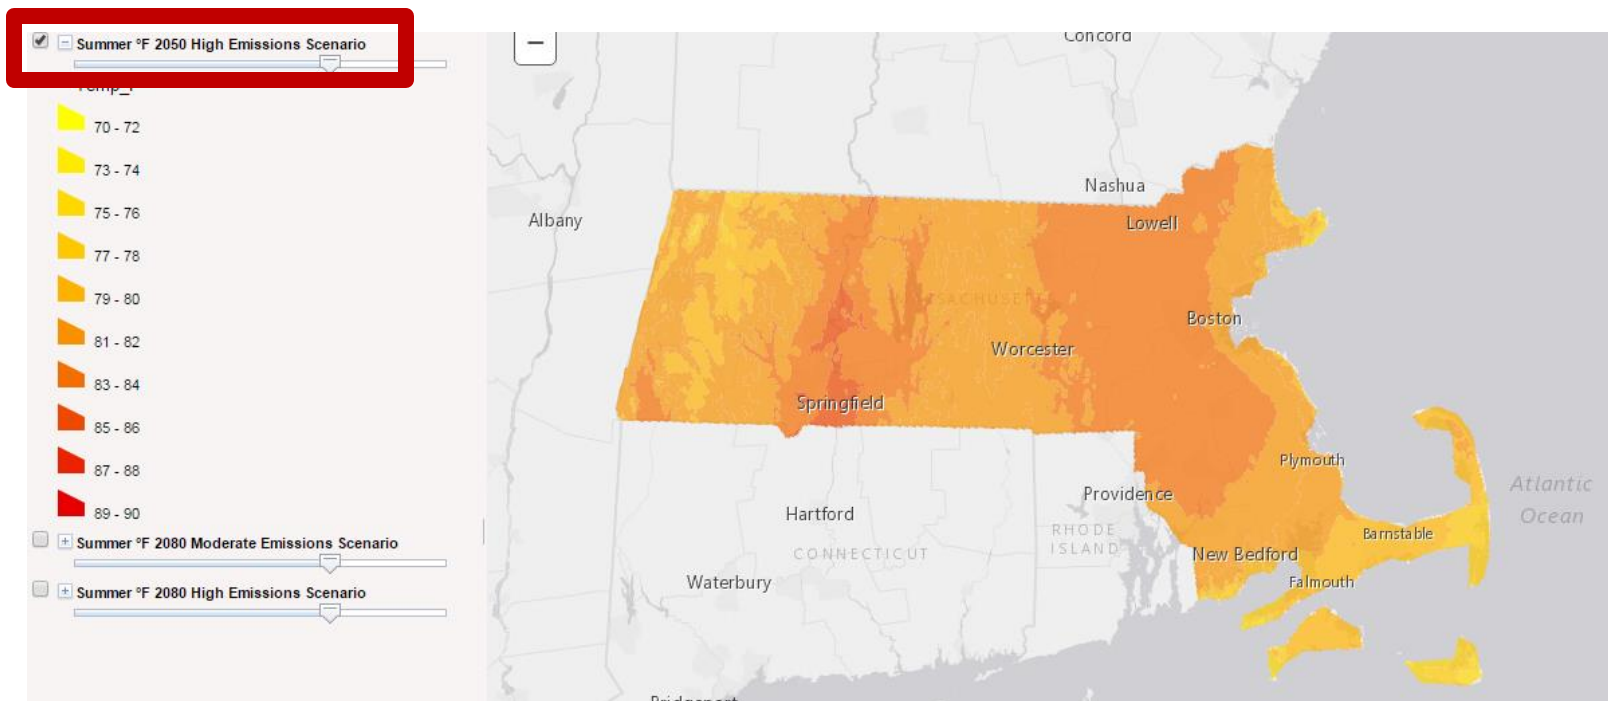 Summer °F 2050 High Emissions Scenario
70 - 72
73 - 74
75 - 76
77 - 78
79 - 80
81 - 82
83 - 84
85 - 86
87 - 88
89 - 90
Summer °F 2080 Moderate Emissions Scenario
Summer °F 2080 High Emissions Scenario
−
Concord
Nashua
Albany
Lowell
MASSACHUSETTS
Boston
Worcester
Springfield
Plymouth
Atlantic
Ocean
Providence
Hartford
RHODE
ISLAND
Barnstable
CONNECTICUT
New Bedford
Waterbury
Falmouth
Bridgeport